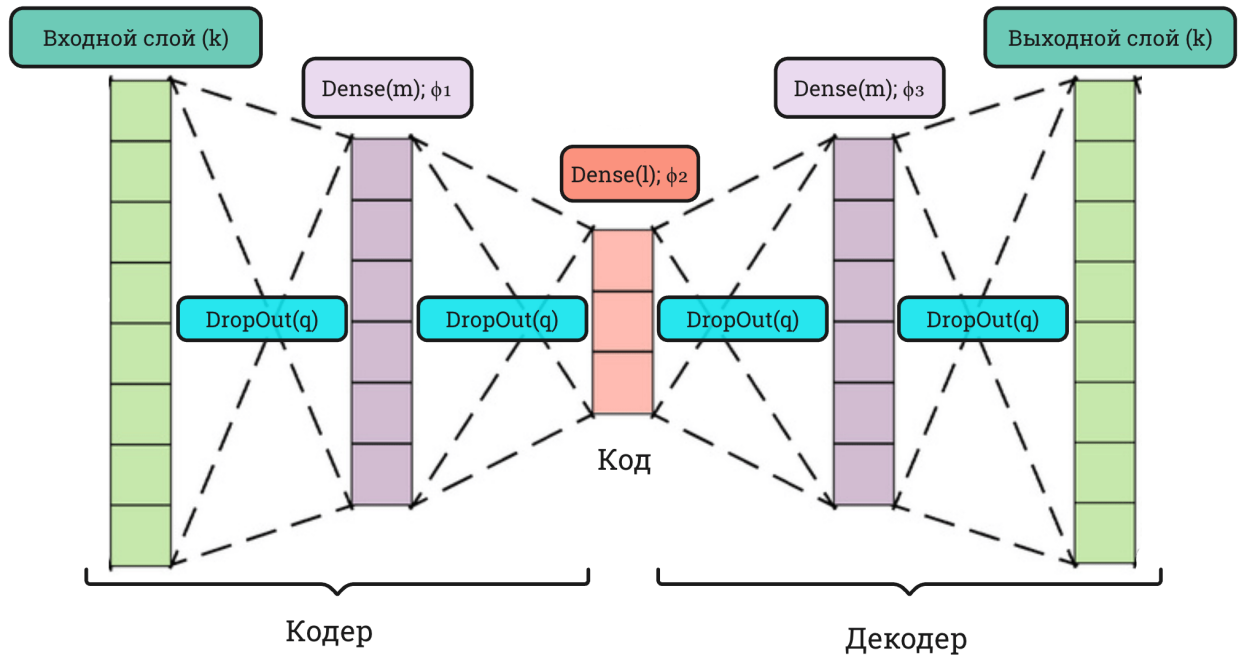 Входной слой (k)
Выходной слой (k)
Dense(m); ϕ1
Dense(m); ϕ3
Dense(l); ϕ2
DropOut(q)
DropOut(q)
DropOut(q)
DropOut(q)
Код
Кодер
Декодер